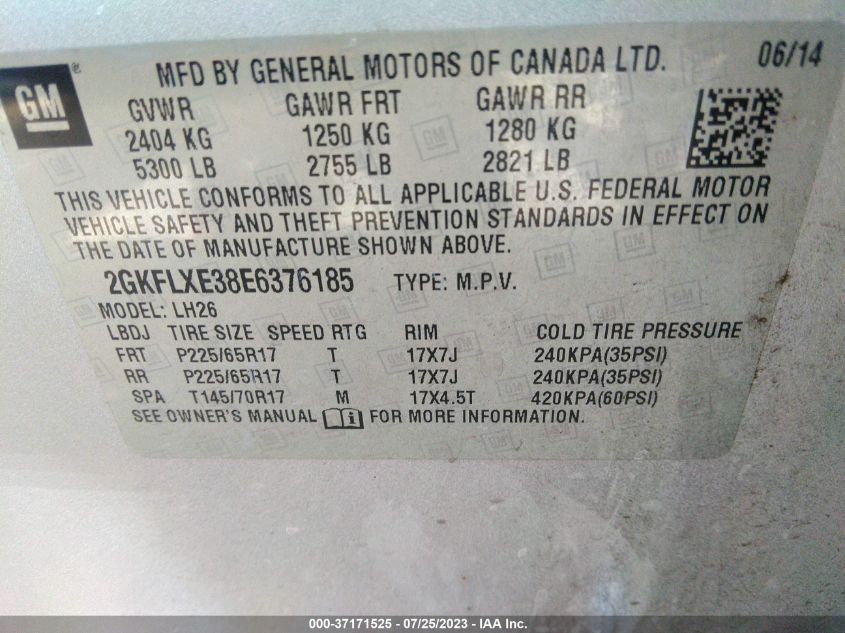 GM ®
MFD BY GENERAL MOTORS OF CANADA LTD. 06/14
GVWR GAWR FRT GAWR RR
2404 KG 1250 KG 1280 KG
5300 LB 2755 LB 2821 LB
THIS VEHICLE CONFORMS TO ALL APPLICABLE U.S. FEDERAL MOTOR
VEHICLE SAFETY AND THEFT PREVENTION STANDARDS IN EFFECT ON
THE DATE OF MANUFACTURE SHOWN ABOVE.
2GKFLXE38E6376185 TYPE: M.P.V.
MODEL: LH26
LBDJ TIRE SIZE SPEED RTG RIM COLD TIRE PRESSURE
FRT P225/65R17 T 17X7J 240KPA(35PSI)
RR P225/65R17 T 17X7J 240KPA(35PSI)
SPA T145/70R17 M 17X4.5T 420KPA(60PSI)
SEE OWNER'S MANUAL i FOR MORE INFORMATION.
000-37171525 - 07/25/2023 - IAA Inc.